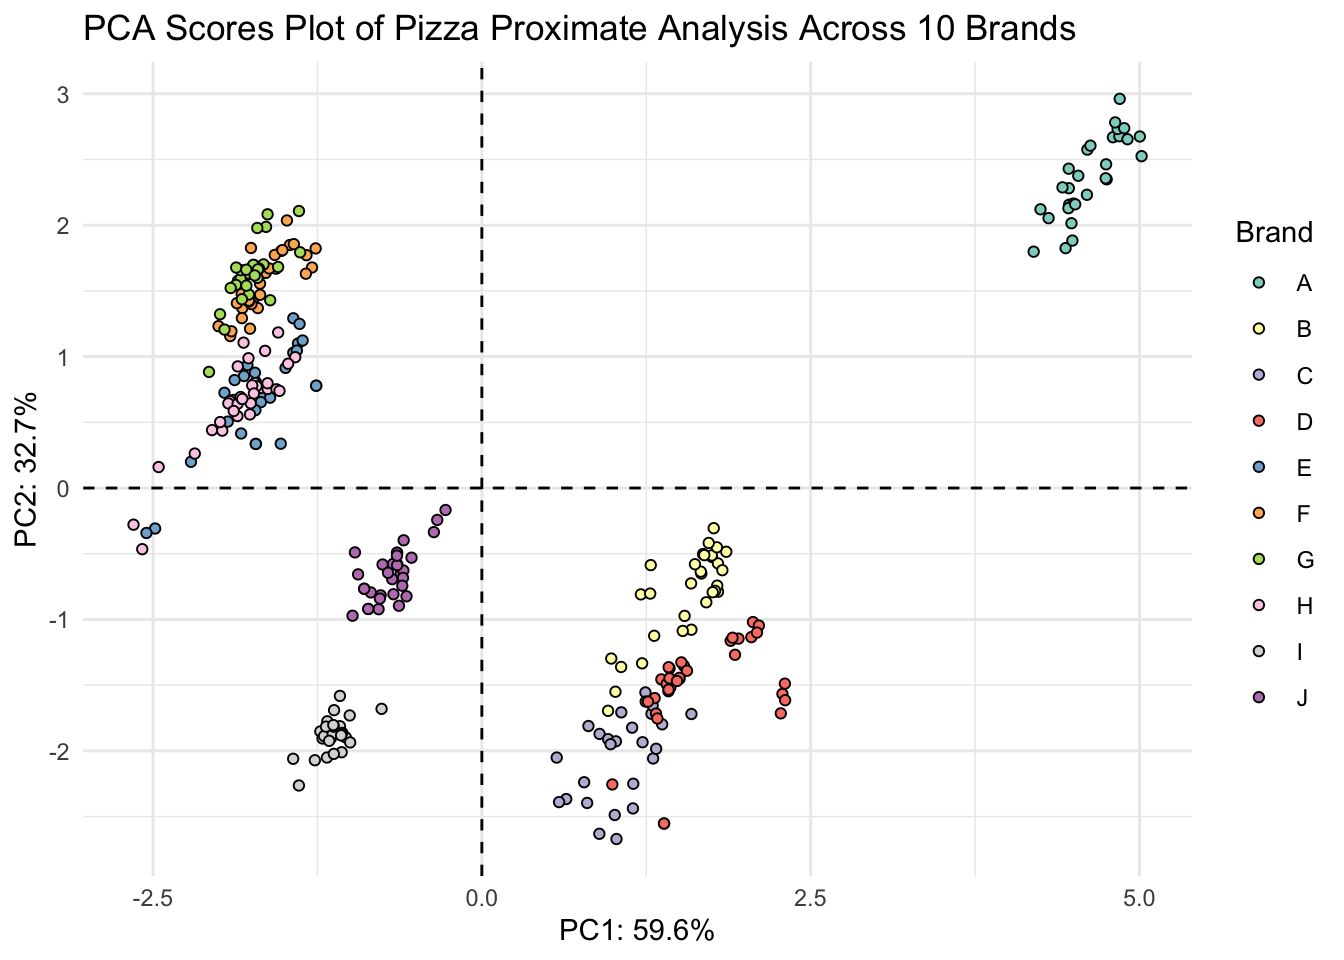 PCA Scores Plot of Pizza Proximate Analysis Across 10 Brands
3
2
1
0
-1
-2
PC2: 32.7%
-2.5
0.0
2.5
5.0
PC1: 59.6%
Brand
A
B
C
D
E
F
G
H
I
J